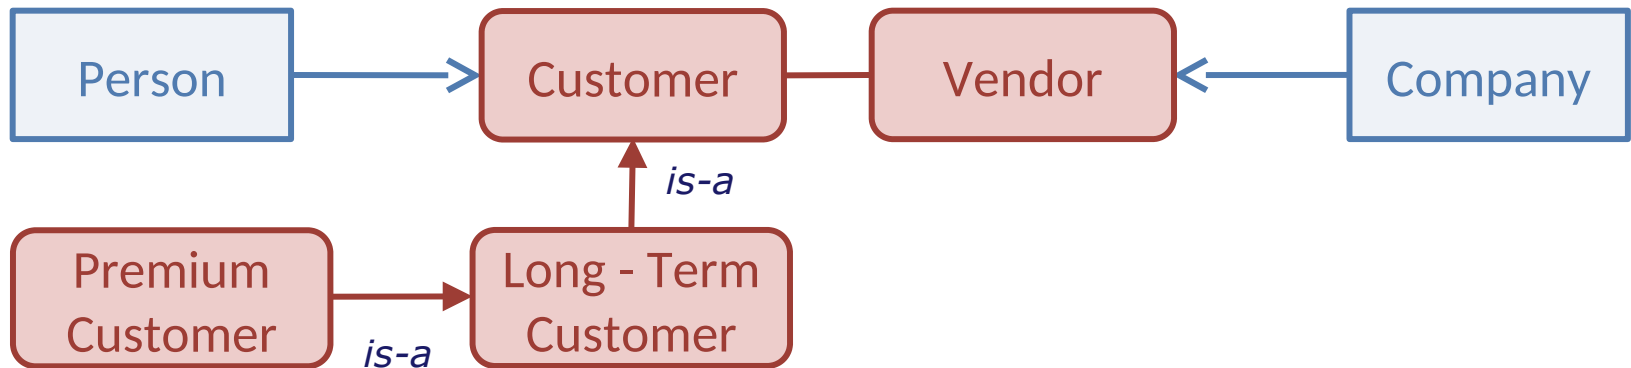 Person
Customer
Vendor
Company
is-a
Premium
Customer
is-a
Long - Term
Customer